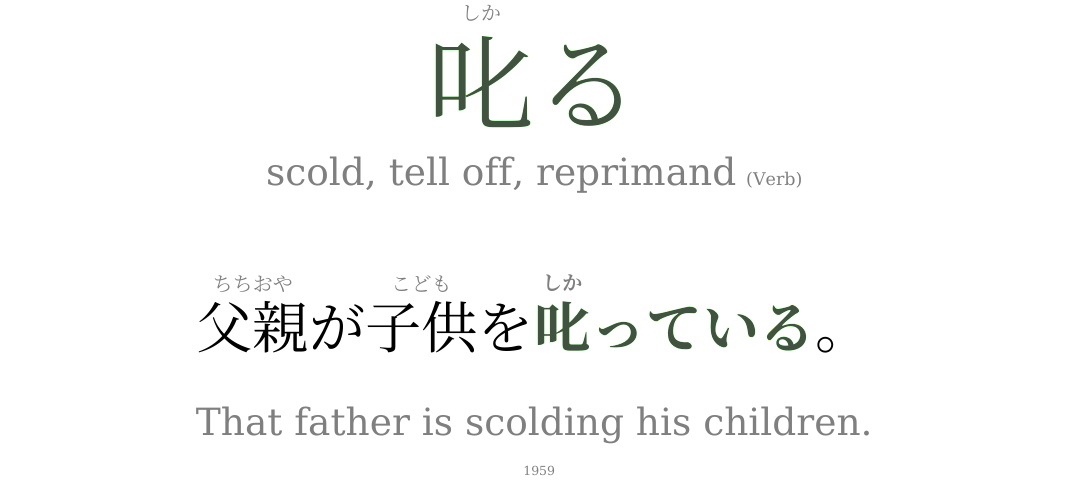 しか
叱る
scold, tell off, reprimand (Verb)
ちちおや こども しか
父親が子供を叱っている。
That father is scolding his children.
1959